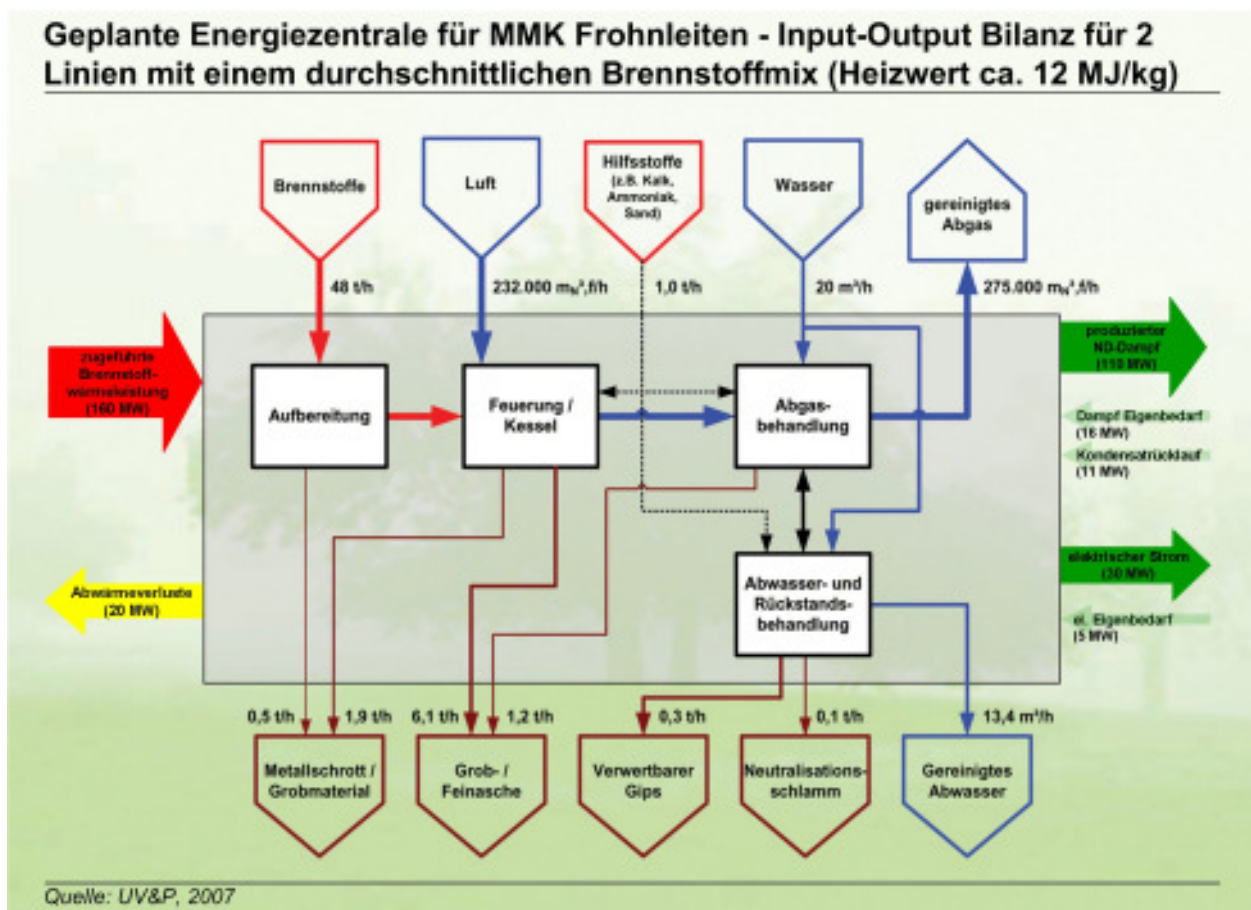 Geplante Energiezentrale für MMK Frohnleiten - Input-Output Bilanz für 2
Linien mit einem durchschnittlichen Brennstoffmix (Heizwert ca. 12 MJ/kg)
Brennstoffe
Luft
Hilfsstoffe
(z.B. Kalk,
Ammoniak,
Sand)
Wasser
gereinigtes
Abgas
48 t/h
232.000 mN³,f/h
1,0 t/h
20 m³/h
275.000 mN³,f/h
zugeführte
Brennstoff-
wärmeleistung
(160 MW)
produzierter
ND-Dampf
(110 MW)
Aufbereitung
Feuerung /
Kessel
Abgas-
behandlung
Dampf Eigenbedarf
(16 MW)
Kondensatrücklauf
(11 MW)
Abwärmeverluste
(20 MW)
Abwasser- und
Rückstands-
behandlung
elektrischer Strom
(30 MW)
el. Eigenbedarf
(5 MW)
0,5 t/h
1,9 t/h
6,1 t/h
1,2 t/h
0,3 t/h
0,1 t/h
13,4 m³/h
Metallschrott /
Grobmaterial
Grob- /
Feinasche
Verwertbarer
Gips
Neutralisations-
schlamm
Gereinigtes
Abwasser
Quelle: UV&P, 2007